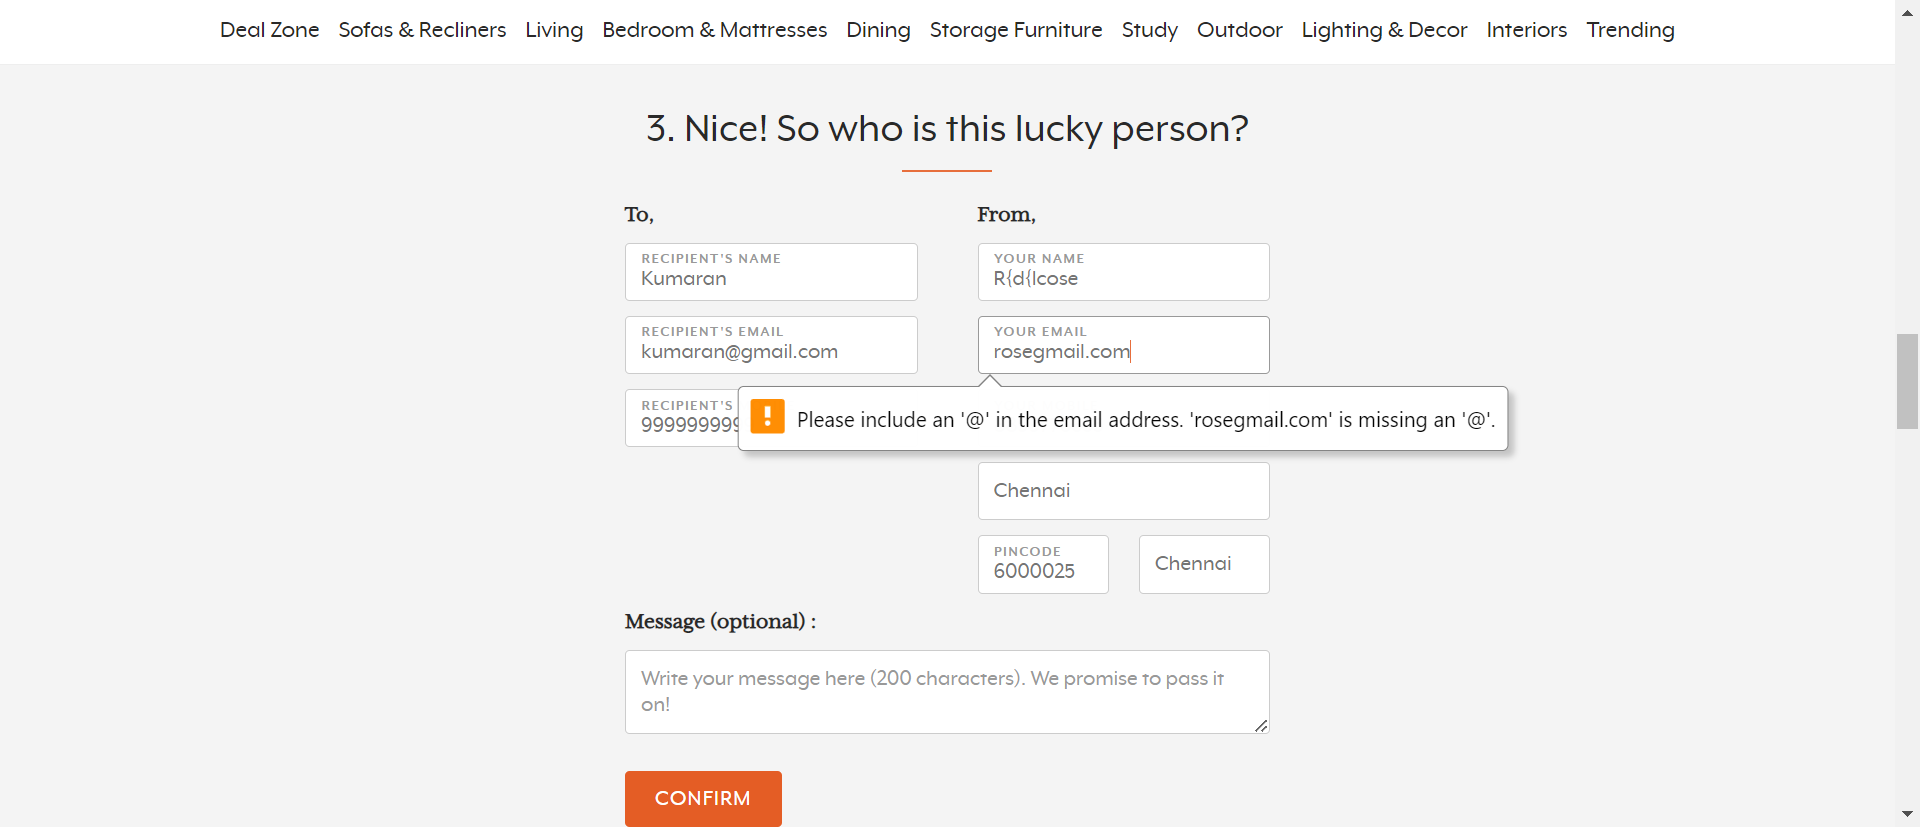 Deal Zone Sofas & Recliners Living Bedroom & Mattresses Dining Storage Furniture Study Outdoor Lighting & Decor Interiors Trending
3. Nice! So who is this lucky person?
To,
RECIPIENT'S NAME
Kumaran
RECIPIENT'S EMAIL
kumaran@gmail.com
RECIPIENT'S
999999999
From,
YOUR NAME
R{d{lcose
YOUR EMAIL
rosegmail.com
Please include an '@' in the email address. 'rosegmail.com' is missing an '@'.
Chennai
PINCODE
6000025
Chennai
Message (optional) :
Write your message here (200 characters). We promise to pass it
on!
CONFIRM